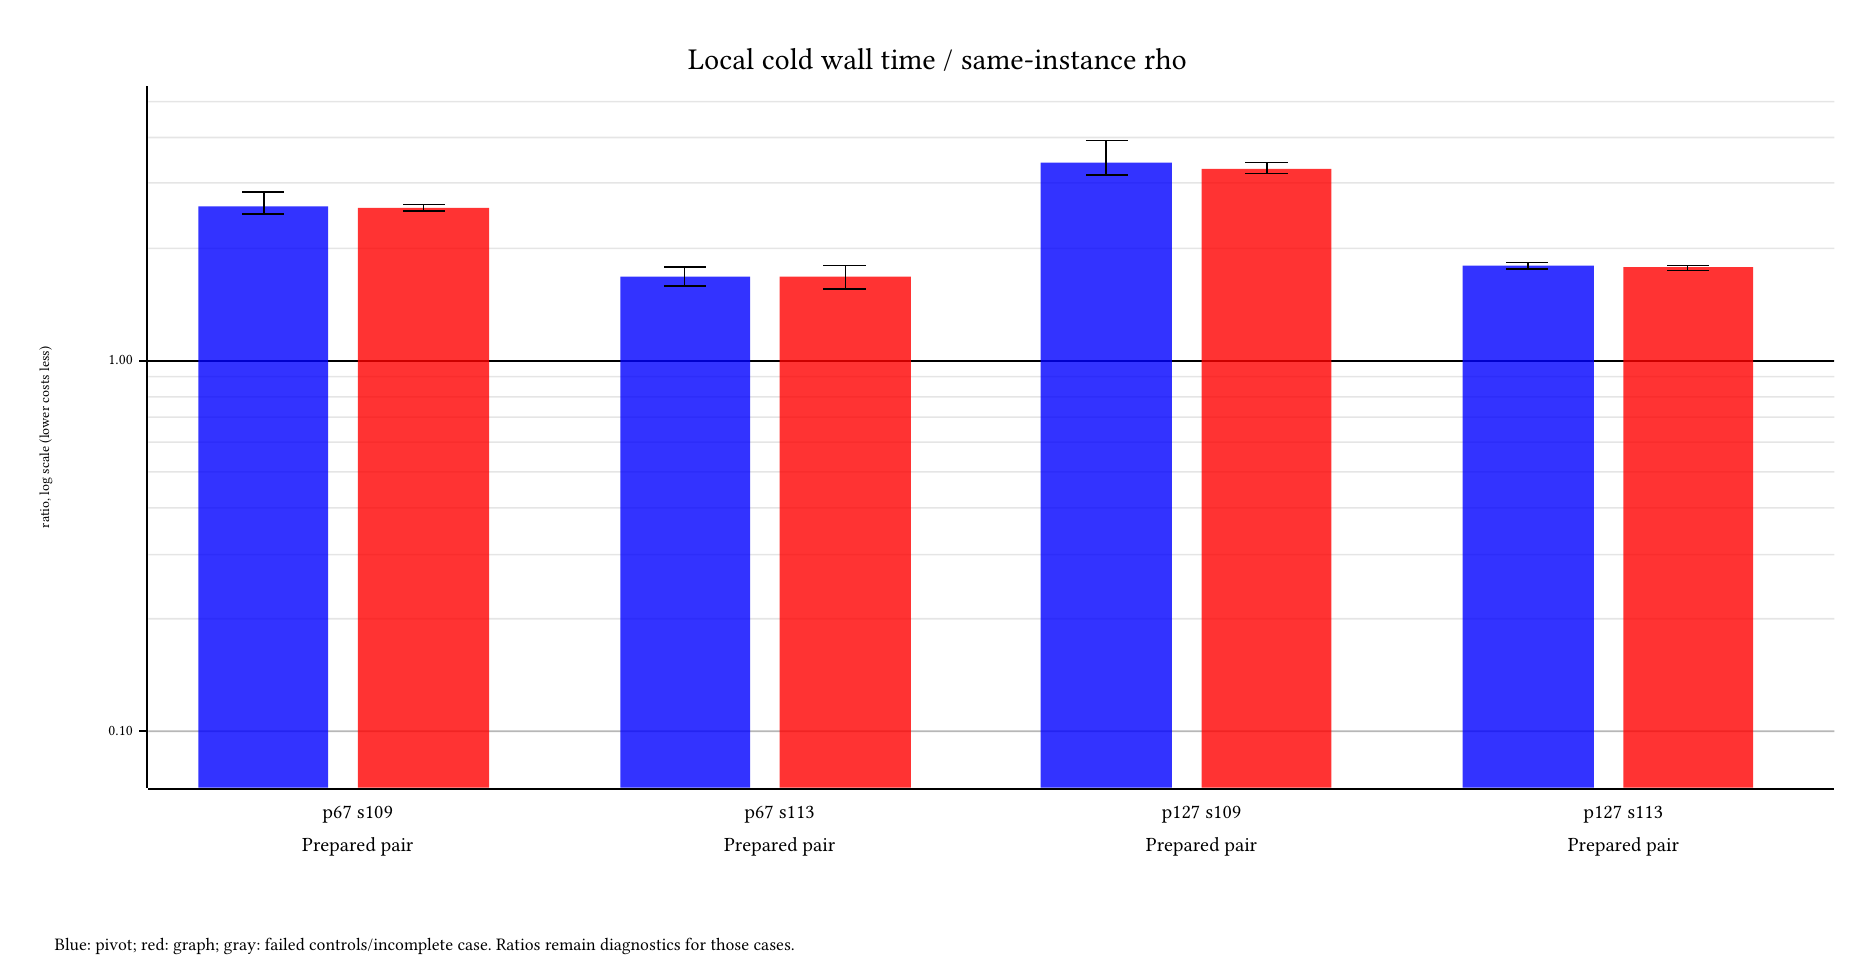 Local cold wall time / same-instance rho
ratio, log scale (lower costs less)
1.00
0.10
p67 s109
Prepared pair
p67 s113
Prepared pair
p127 s109
Prepared pair
p127 s113
Prepared pair
Blue: pivot; red: graph; gray: failed controls/incomplete case. Ratios remain diagnostics for those cases.